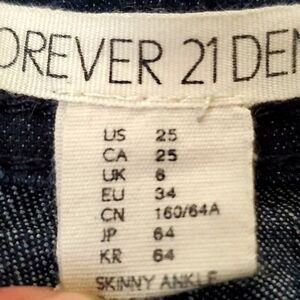 OREVER 21 DEN
US 25
CA 25
UK 6
EU 34
CN 160/64A
JP 64
KR 64
SKINNY ANKLE